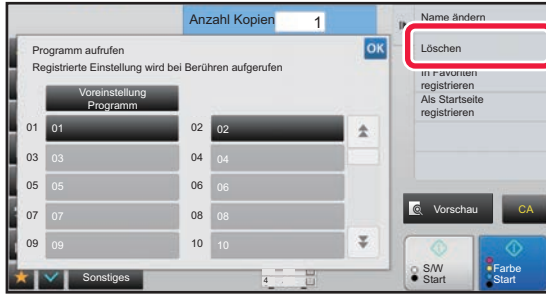 Anzahl Kopien 1
Programm aufrufen
OK
Registrierte Einstellung wird bei Berühren aufgerufen
Voreinstellung
Programm
01 01 02 02
03 03 04 04
05 05 06 06
07 07 08 08
09 09 10 10
Sonstiges
4
Name ändern
Löschen
In Favoriten
registrieren
Als Startseite
registrieren
Vorschau
CA
S/W
Start
Farbe
Start